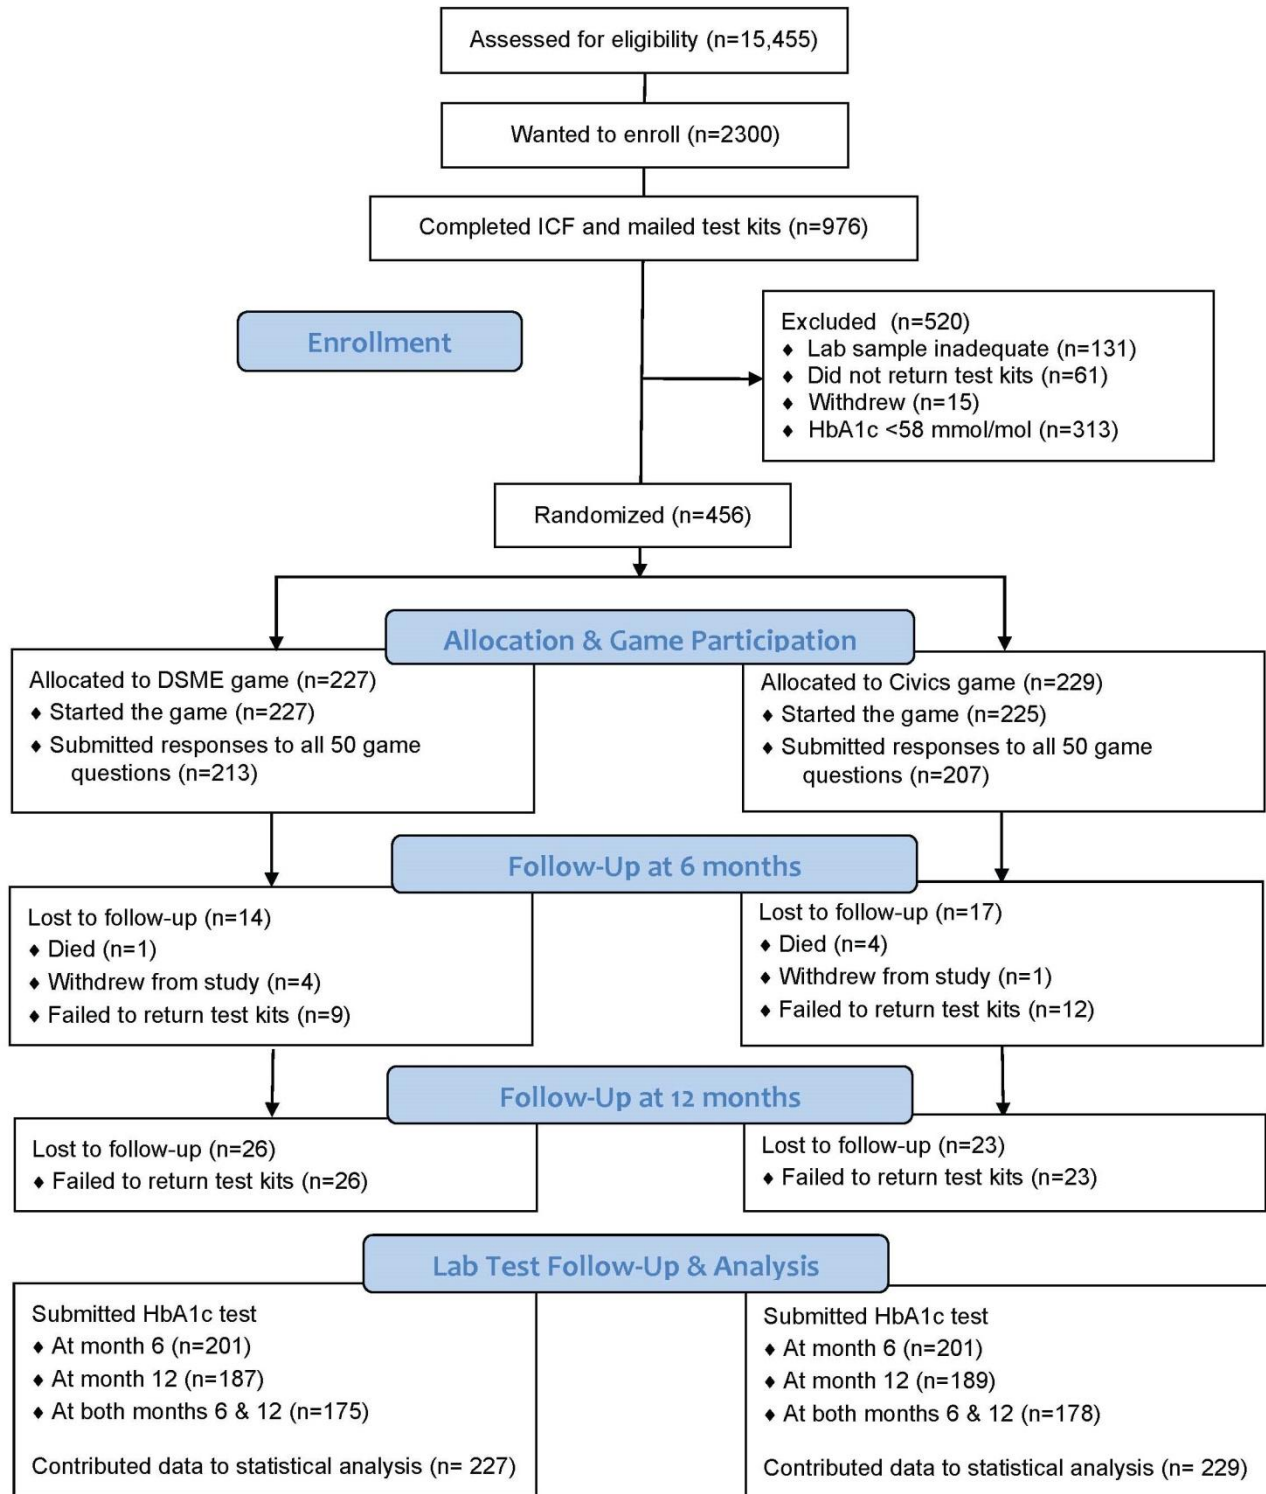 Assessed for eligibility (n=15,455)
Wanted to enroll (n=2300)
Completed ICF and mailed test kits (n=976)
Enrollment
Excluded (n=520)
♦ Lab sample inadequate (n=131)
♦ Did not return test kits (n=61)
♦ Withdrew (n=15)
♦ HbA1c <58 mmol/mol (n=313)
Randomized (n=456)
Allocation & Game Participation
Allocated to DSME game (n=227)
♦ Started the game (n=227)
♦ Submitted responses to all 50 game
questions (n=213)
Allocated to Civics game (n=229)
♦ Started the game (n=225)
♦ Submitted responses to all 50 game
questions (n=207)
Follow-Up at 6 months
Lost to follow-up (n=14)
♦ Died (n=1)
♦ Withdrew from study (n=4)
♦ Failed to return test kits (n=9)
Lost to follow-up (n=17)
♦ Died (n=4)
♦ Withdrew from study (n=1)
♦ Failed to return test kits (n=12)
Follow-Up at 12 months
Lost to follow-up (n=26)
♦ Failed to return test kits (n=26)
Lost to follow-up (n=23)
♦ Failed to return test kits (n=23)
Lab Test Follow-Up & Analysis
Submitted HbA1c test
♦ At month 6 (n=201)
♦ At month 12 (n=187)
♦ At both months 6 & 12 (n=175)
Contributed data to statistical analysis (n= 227)
Submitted HbA1c test
♦ At month 6 (n=201)
♦ At month 12 (n=189)
♦ At both months 6 & 12 (n=178)
Contributed data to statistical analysis (n= 229)